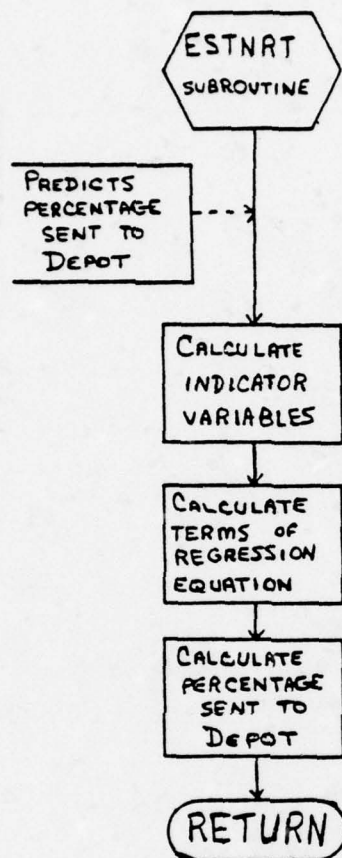 ESTNRT
SUBROUTINE
PREDICTS
PERCENTAGE
SENT TO
DEPOT
CALCULATE
INDICATOR
VARIABLES
CALCULATE
TERMS OF
REGRESSION
EQUATION
CALCULATE
PERCENTAGE
SENT TO
DEPOT
RETURN